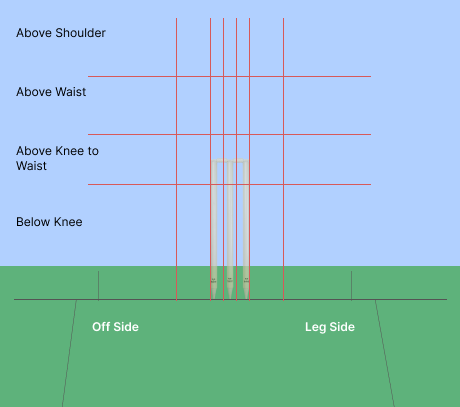 Above Shoulder
Above Waist
Above Knee to
Waist
Below Knee
Off Side
Leg Side